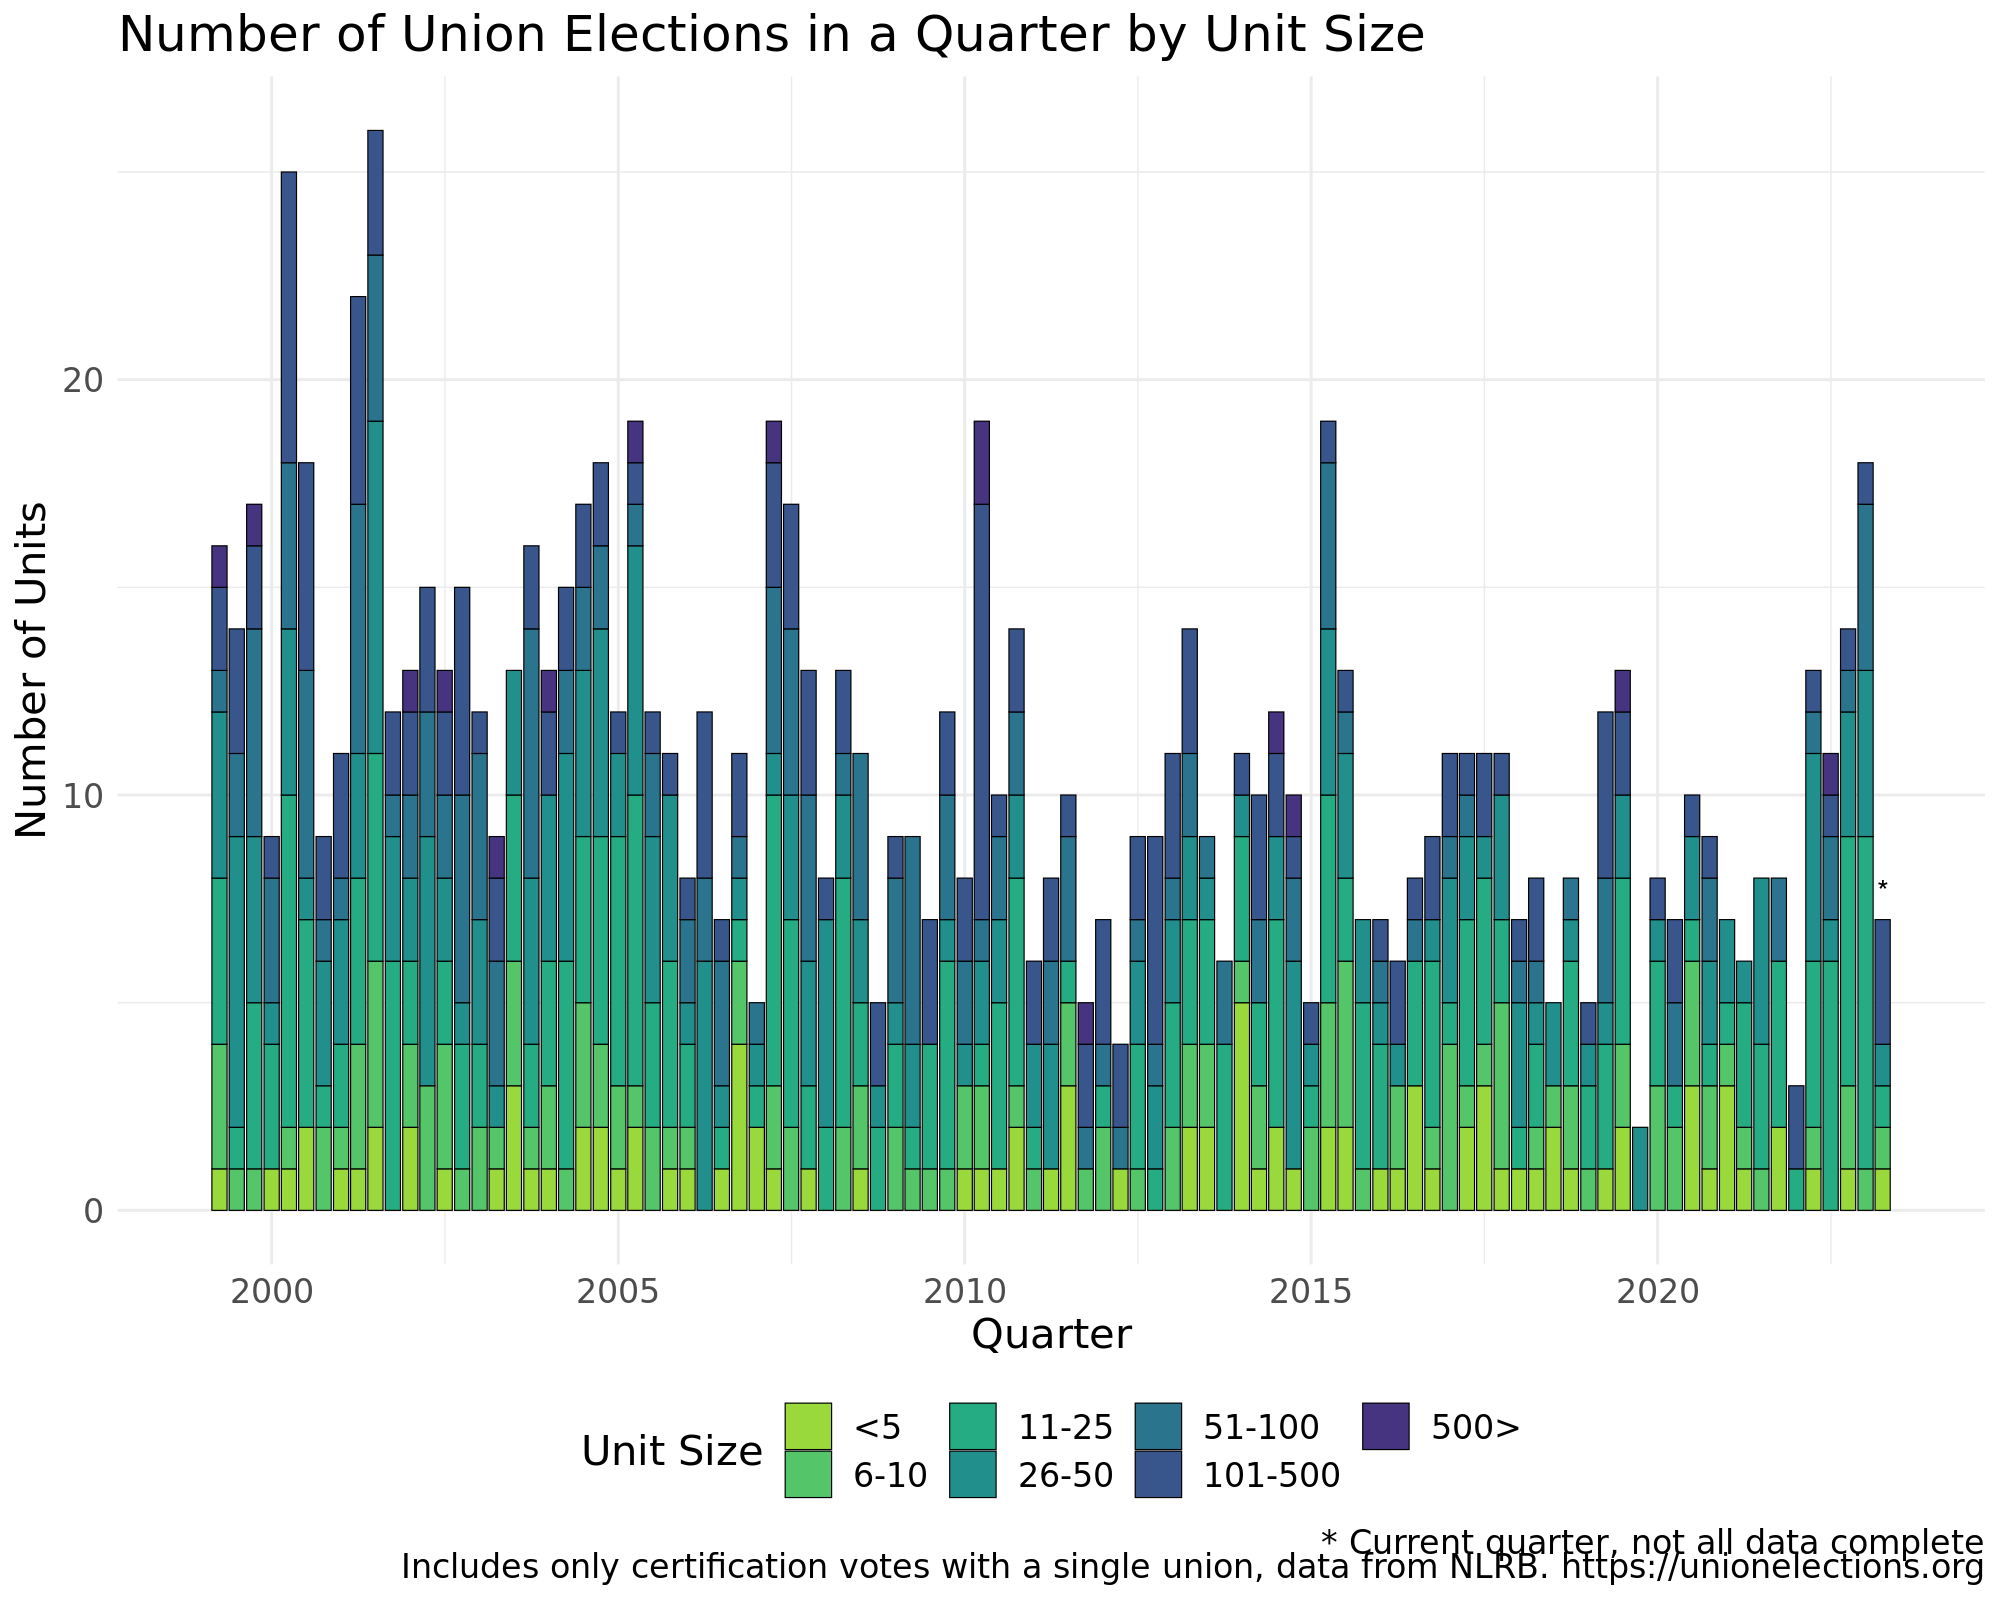 Number of Union Elections in a Quarter by Unit Size
Number of Units
20
10
0
*
2000 2005 2010 2015 2020
Quarter
Unit Size
<5 11-25 51-100 500>
6-10 26-50 101-500
* Current quarter, not all data complete
Includes only certification votes with a single union, data from NLRB. https://unionelections.org